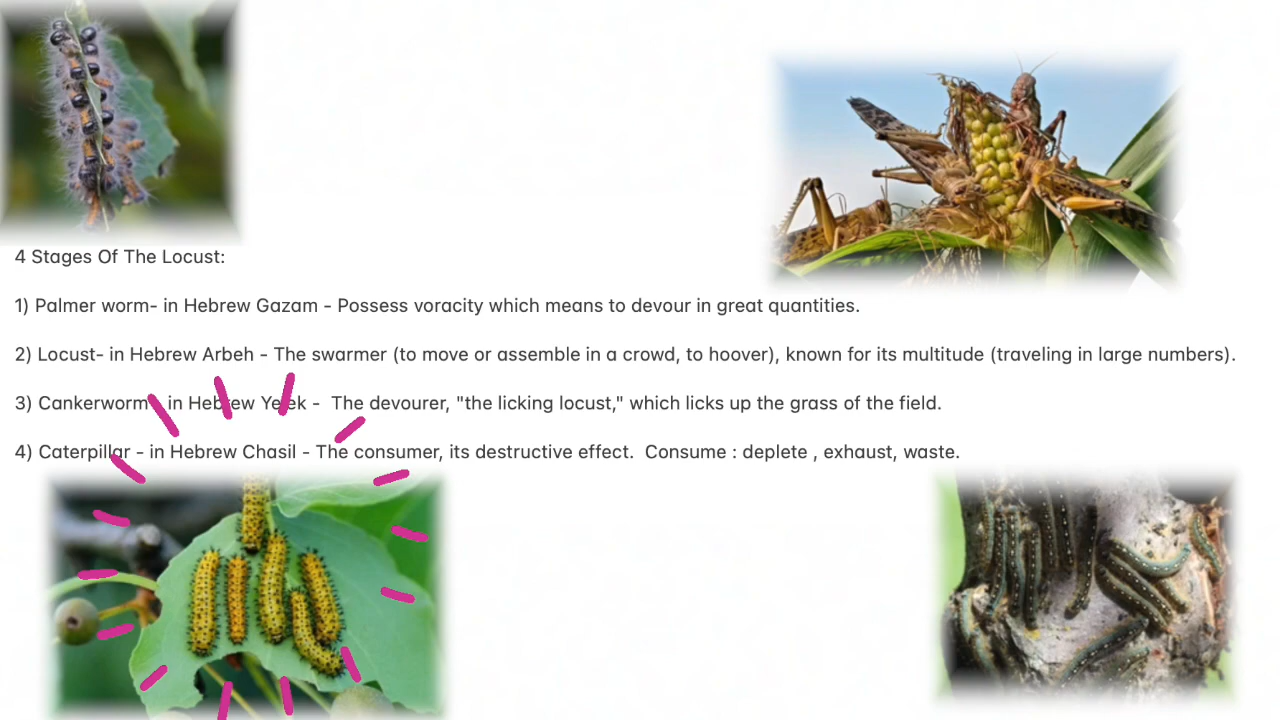 4 Stages Of The Locust:
1) Palmer worm- in Hebrew Gazam - Possess voracity which means to devour in great quantities.
2) Locust- in Hebrew Arbeh - The swarmer (to move or assemble in a crowd, to hoover), known for its multitude (traveling in large numbers).
3) Cankerworm- in Hebrew Yelek -  The devourer, "the licking locust," which licks up the grass of the field.
4) Caterpillar - in Hebrew Chasil - The consumer, its destructive effect.  Consume : deplete , exhaust, waste.